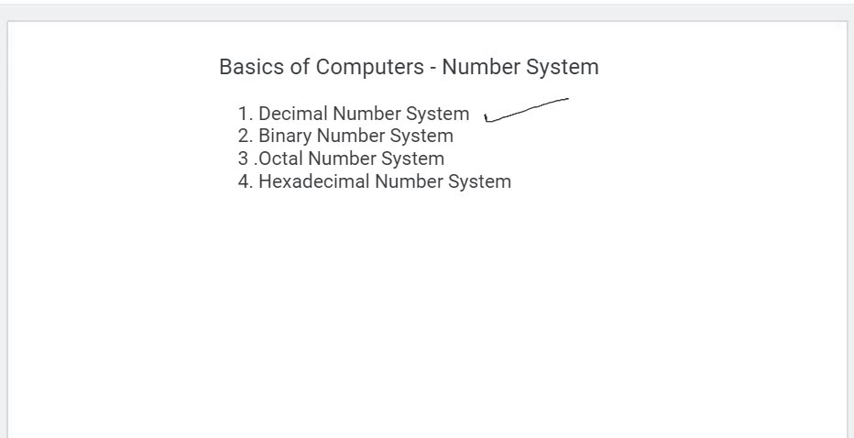 Basics of Computers - Number System
1. Decimal Number System
2. Binary Number System
3 .Octal Number System
4. Hexadecimal Number System